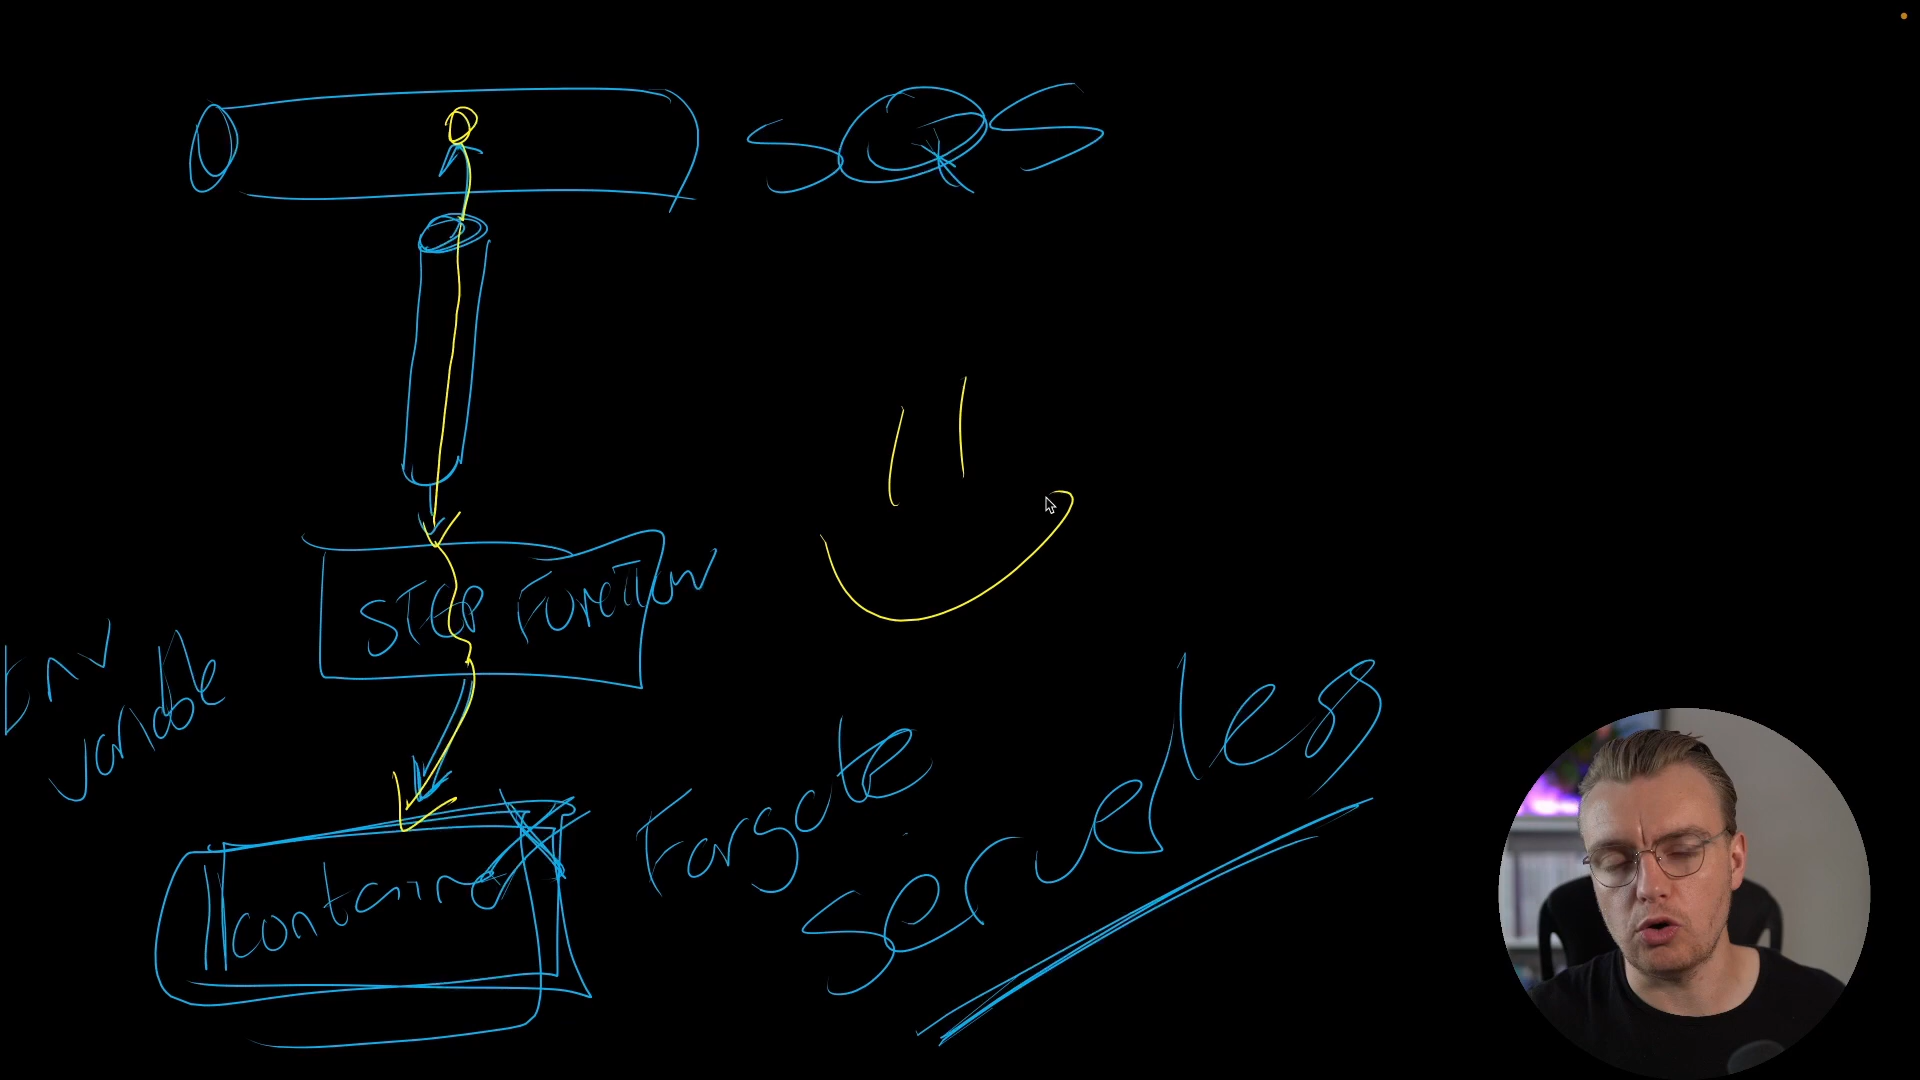 SQS
STEP FUNCTION
Env
variable
Fargate
container
Serverless